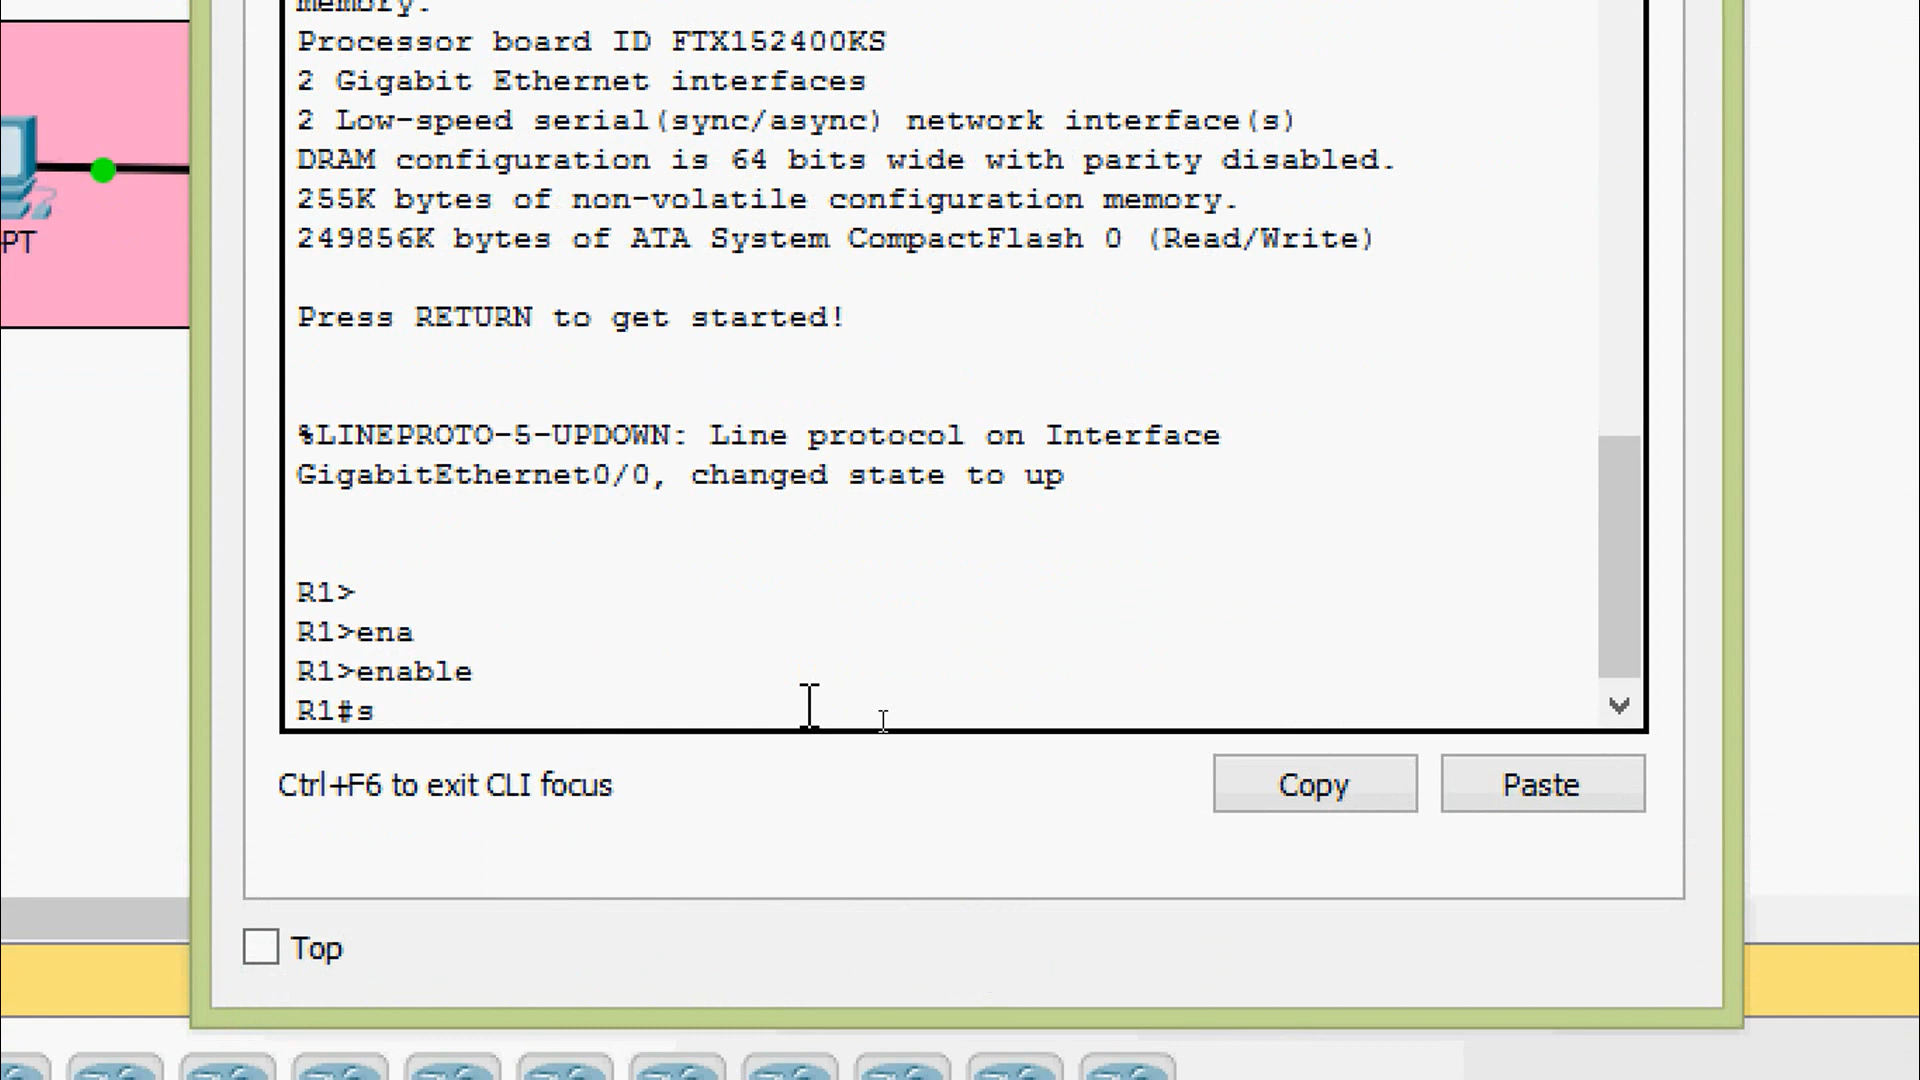 memory.
Processor board ID FTX152400KS
2 Gigabit Ethernet interfaces
2 Low-speed serial(sync/async) network interface(s)
DRAM configuration is 64 bits wide with parity disabled.
255K bytes of non-volatile configuration memory.
249856K bytes of ATA System CompactFlash 0 (Read/Write)
PT
Press RETURN to get started!
%LINEPROTO-5-UPDOWN: Line protocol on Interface
GigabitEthernet0/0, changed state to up
R1>
R1>ena
R1>enable
R1#s
Ctrl+F6 to exit CLI focus
Copy
Paste
Top